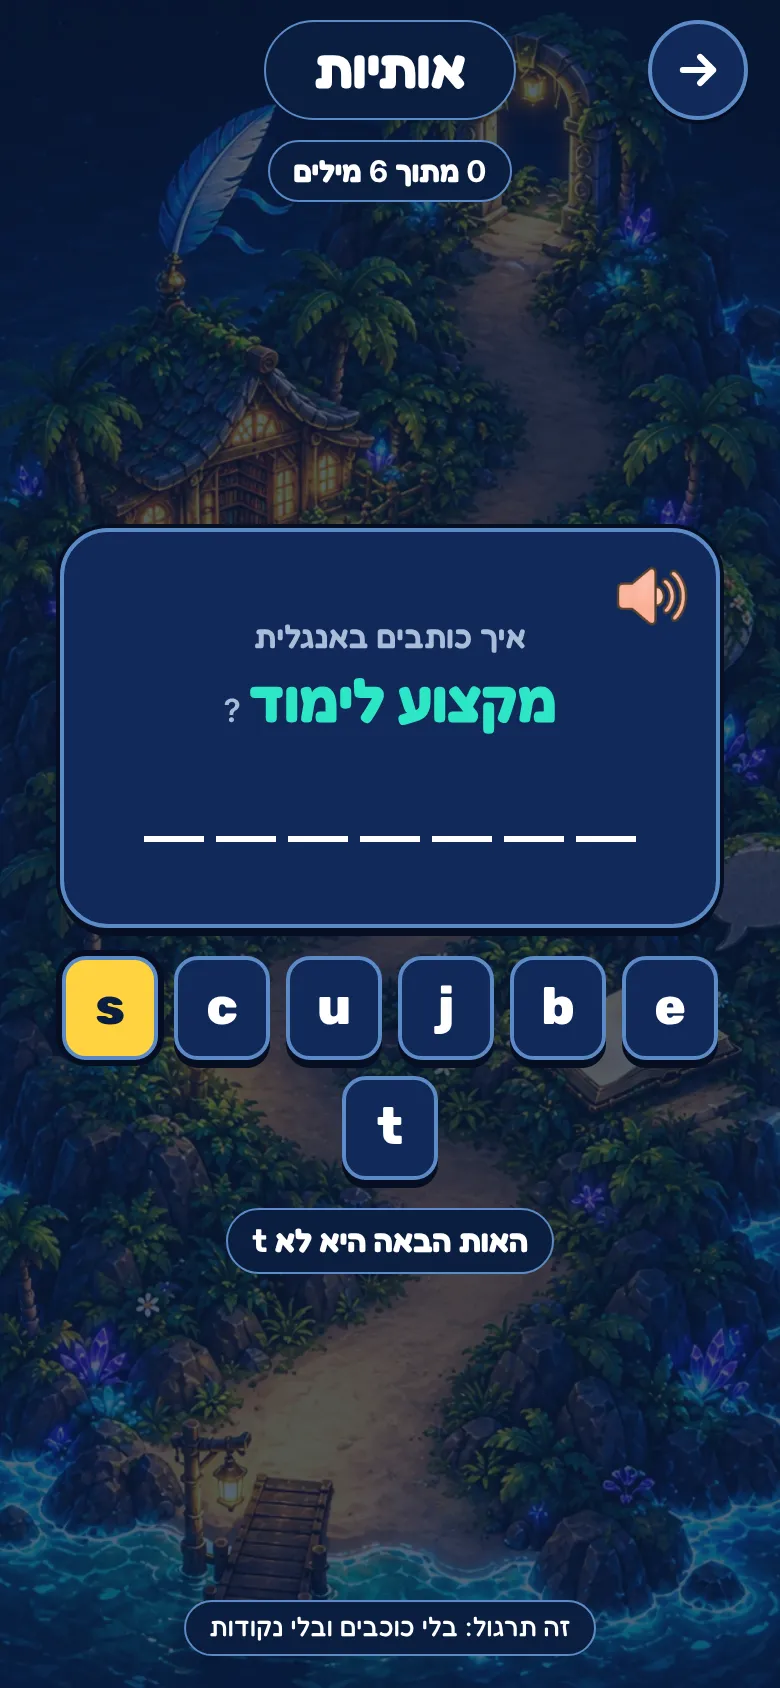 אותיות
0 מתוך 6 מילים
איך כותבים באנגלית
מקצוע לימוד ?
s c u j b e
t
האות הבאה היא לא t
זה תרגול: בלי כוכבים ובלי נקודות